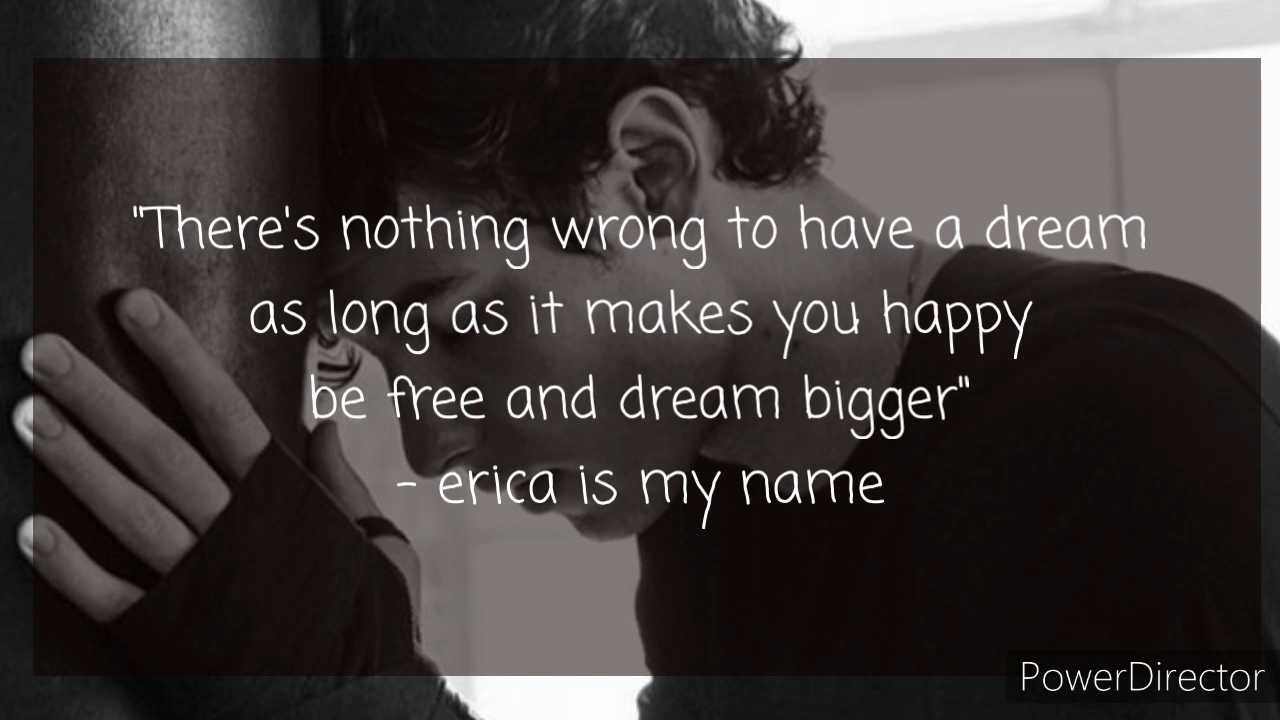 "There's nothing wrong to have a dream
as long as it makes you happy
be free and dream bigger"
- erica is my name
PowerDirector